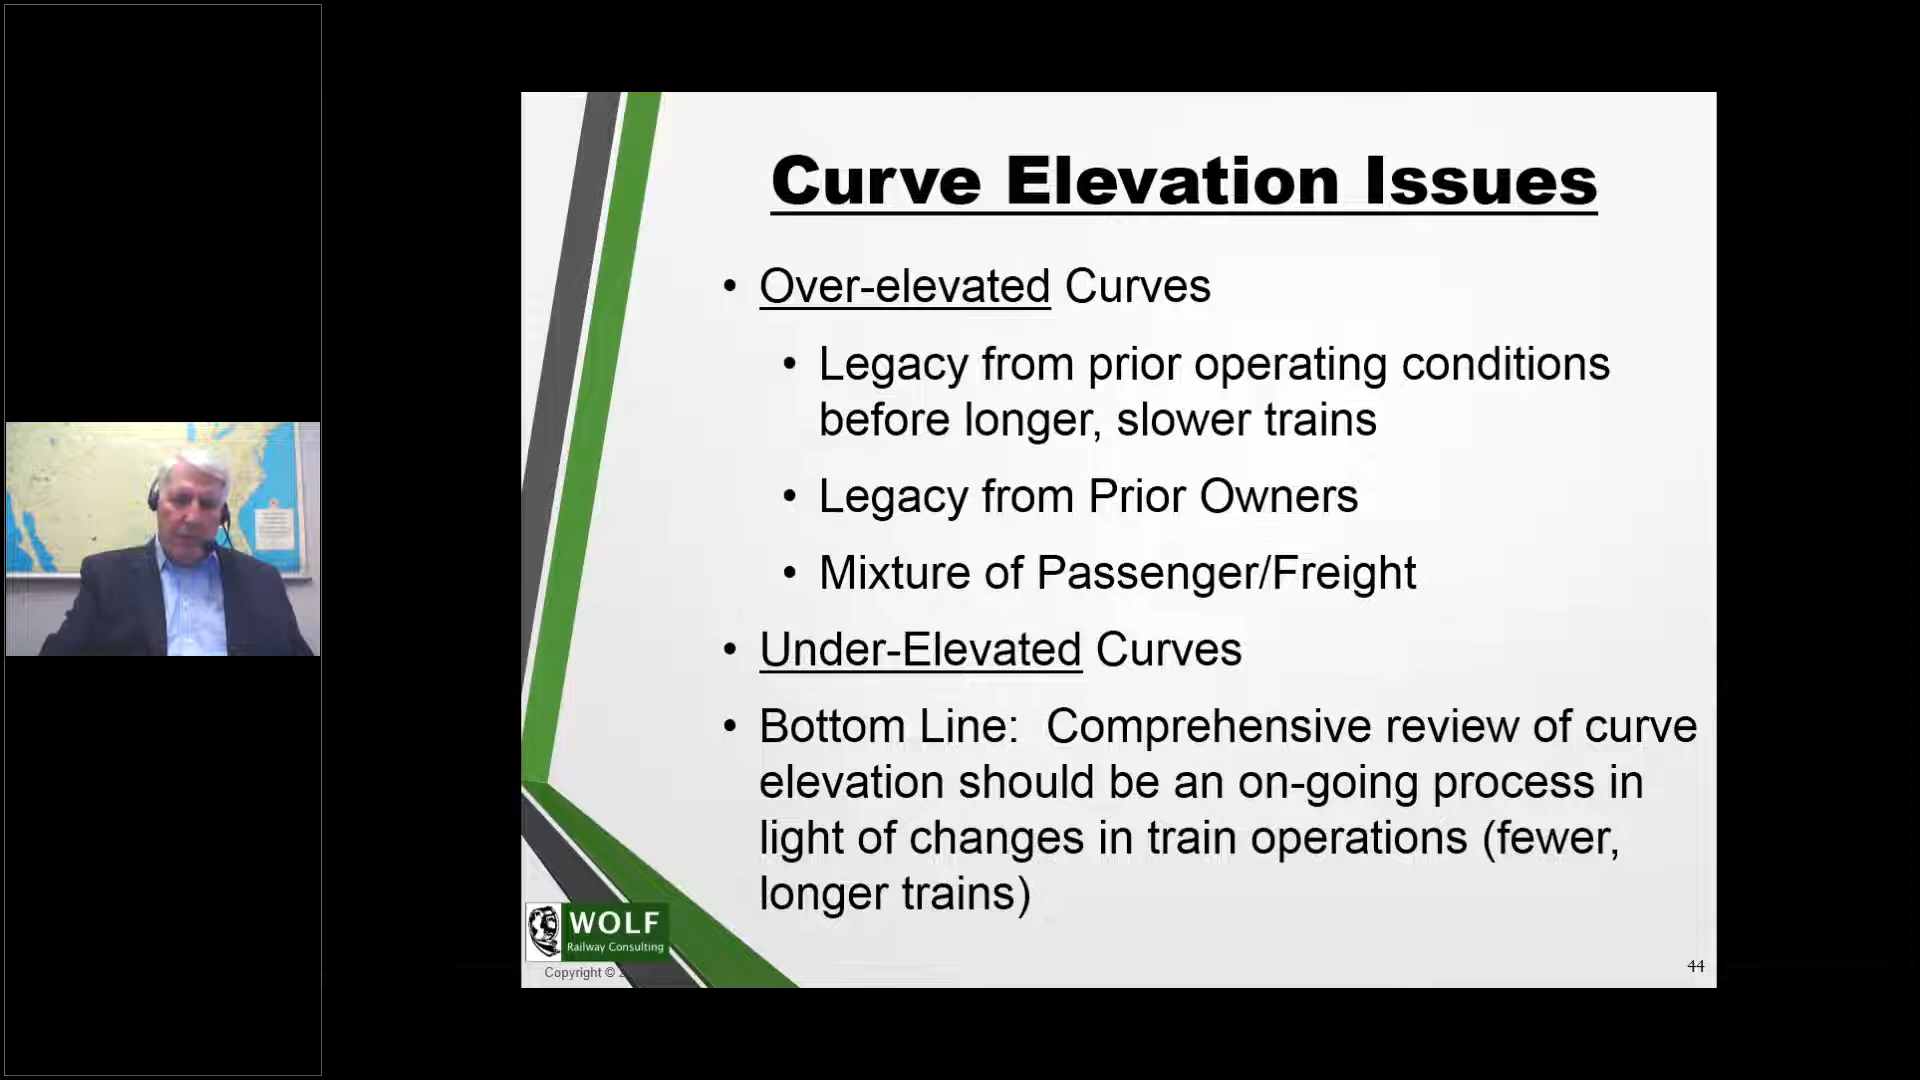 Curve Elevation Issues
• Over-elevated Curves
• Legacy from prior operating conditions
before longer, slower trains
• Legacy from Prior Owners
• Mixture of Passenger/Freight
• Under-Elevated Curves
• Bottom Line: Comprehensive review of curve
elevation should be an on-going process in
light of changes in train operations (fewer,
longer trains)
WOLF
Railway Consulting
Copyright ©
44